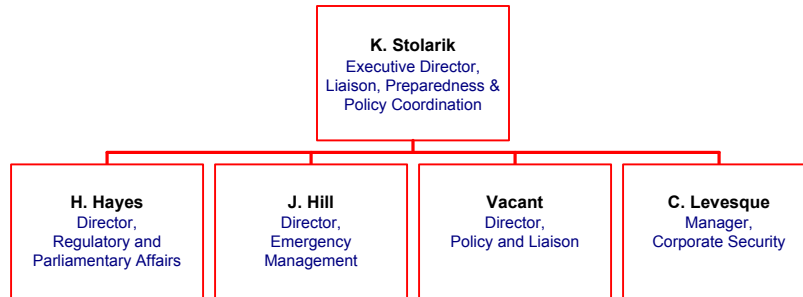 K. Stolarik
Executive Director,
Liaison, Preparedness &
Policy Coordination
H. Hayes
Director,
Regulatory and
Parliamentary Affairs
J. Hill
Director,
Emergency
Management
Vacant
Director,
Policy and Liaison
C. Levesque
Manager,
Corporate Security